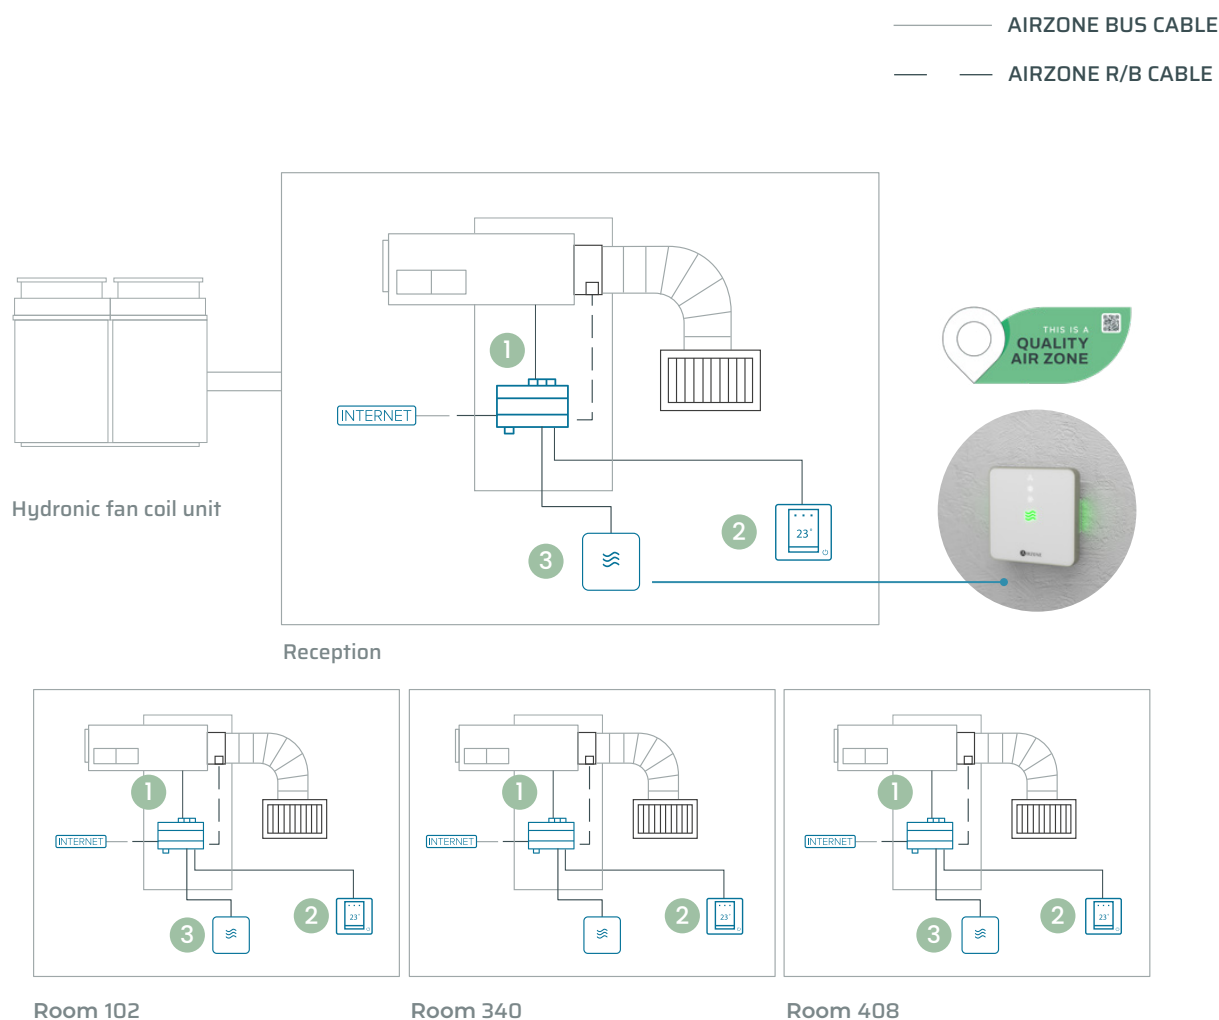 AIRZONE BUS CABLE
AIRZONE R/B CABLE
THIS IS A
QUALITY
AIR ZONE
1
INTERNET
Hydronic fan coil unit
2
23°
3
Reception
1
INTERNET
2
23°
3
Room 102
1
INTERNET
2
23°
Room 340
1
INTERNET
2
23°
3
Room 408